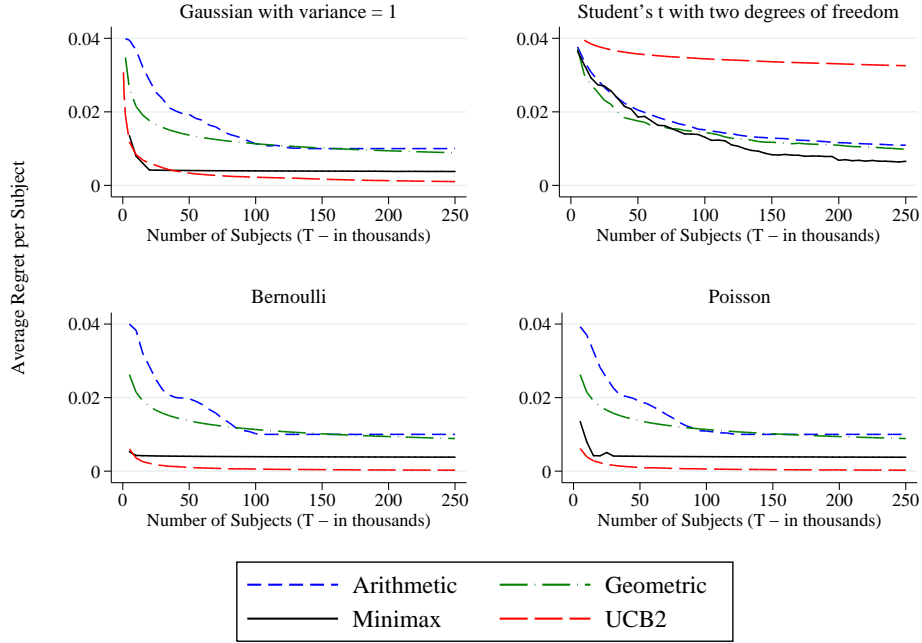 Average Regret per Subject
Gaussian with variance = 1
0.04
0.02
0
0 50 100 150 200 250
Number of Subjects (T − in thousands)
Student's t with two degrees of freedom
0.04
0.02
0
0 50 100 150 200 250
Number of Subjects (T − in thousands)
Bernoulli
0.04
0.02
0
0 50 100 150 200 250
Number of Subjects (T − in thousands)
Poisson
0.04
0.02
0
0 50 100 150 200 250
Number of Subjects (T − in thousands)
Arithmetic Geometric
Minimax UCB2